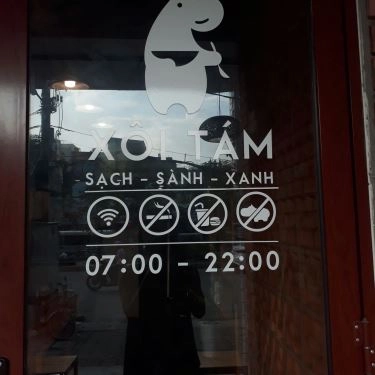 XÔI TÁM
SẠCH - SÀNH - XANH
07:00 - 22:00